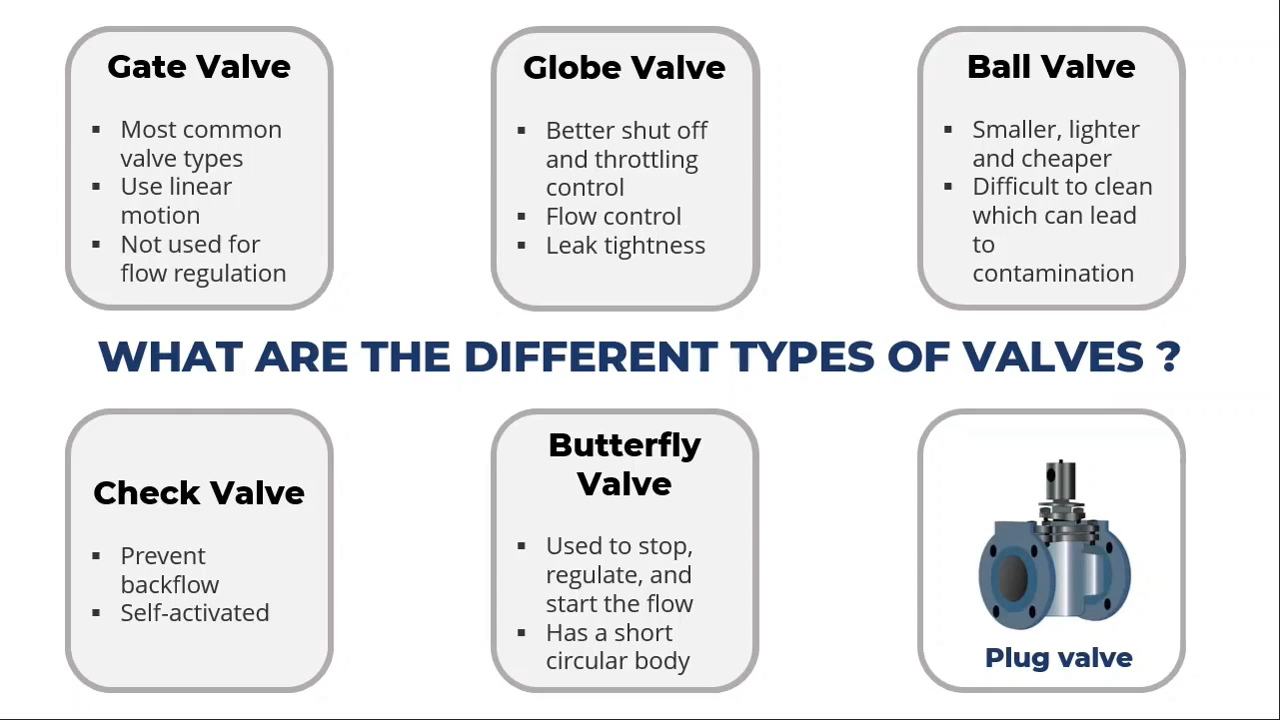 Gate Valve
▪ Most common
valve types
▪ Use linear
motion
▪ Not used for
flow regulation
Globe Valve
▪ Better shut off
and throttling
control
▪ Flow control
▪ Leak tightness
Ball Valve
▪ Smaller, lighter
and cheaper
▪ Difficult to clean
which can lead
to
contamination
WHAT ARE THE DIFFERENT TYPES OF VALVES ?
Check Valve
▪ Prevent
backflow
▪ Self-activated
Butterfly
Valve
▪ Used to stop,
regulate, and
start the flow
▪ Has a short
circular body
Plug valve